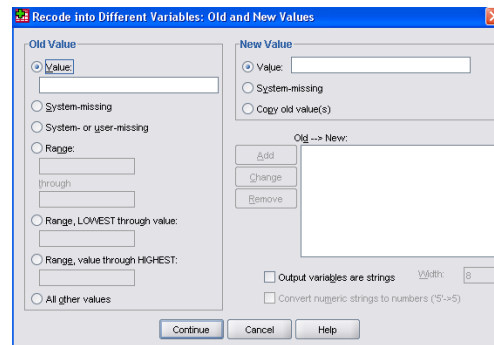 Recode into Different Variables: Old and New Values
Old Value
Value:
System-missing
System- or user-missing
Range:
through
Range, LOWEST through value:
Range, value through HIGHEST:
All other values
New Value
Value:
System-missing
Copy old value(s)
Old --> New:
Add
Change
Remove
Output variables are strings
Width:
8
Convert numeric strings to numbers ('5'->5)
Continue
Cancel
Help